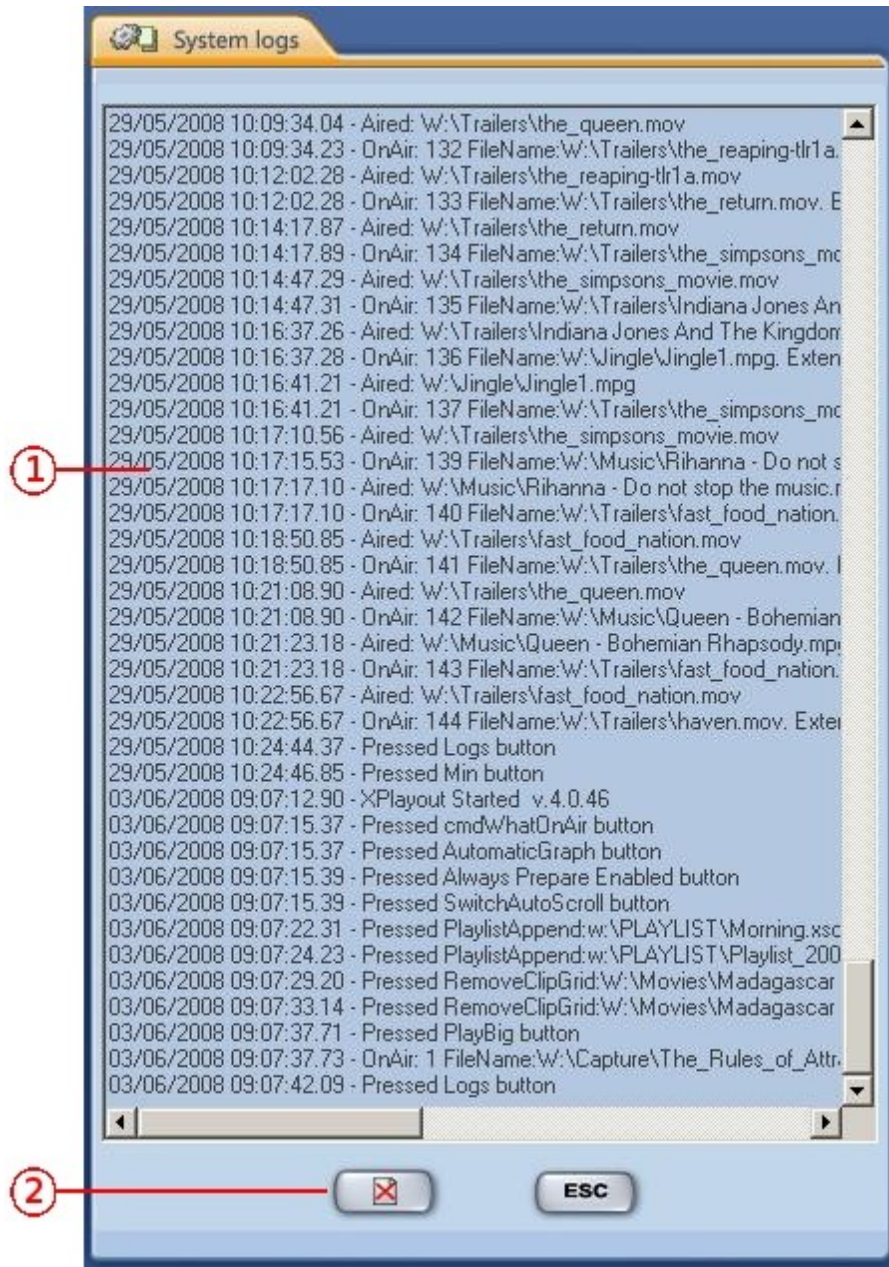 System logs
29/05/2008 10:09:34.04 - Aired: W:\Trailers\the_queen.mov
29/05/2008 10:09:34.23 - OnAir: 132 FileName:W:\Trailers\the_reaping-tlr1a.
29/05/2008 10:12:02.28 - Aired: W:\Trailers\the_reaping-tlr1a.mov
29/05/2008 10:12:02.28 - OnAir: 133 FileName:W:\Trailers\the_return.mov. E
29/05/2008 10:14:17.87 - Aired: W:\Trailers\the_return.mov
29/05/2008 10:14:17.89 - OnAir: 134 FileName:W:\Trailers\the_simpsons_mo
29/05/2008 10:14:47.29 - Aired: W:\Trailers\the_simpsons_movie.mov
29/05/2008 10:14:47.31 - OnAir: 135 FileName:W:\Trailers\Indiana Jones An
29/05/2008 10:16:37.26 - Aired: W:\Trailers\Indiana Jones And The Kingdom
29/05/2008 10:16:37.28 - OnAir: 136 FileName:W:\Jingle\Jingle1.mpg. Exten
29/05/2008 10:16:41.21 - Aired: W:\Jingle\Jingle1.mpg
29/05/2008 10:16:41.21 - OnAir: 137 FileName:W:\Trailers\the_simpsons_mo
29/05/2008 10:17:10.56 - Aired: W:\Trailers\the_simpsons_movie.mov
1
29/05/2008 10:17:15.53 - OnAir: 139 FileName:W:\Music\Rihanna - Do not s
29/05/2008 10:17:17.10 - Aired: W:\Music\Rihanna - Do not stop the music.r
29/05/2008 10:17:17.10 - OnAir: 140 FileName:W:\Trailers\fast_food_nation.
29/05/2008 10:18:50.85 - Aired: W:\Trailers\fast_food_nation.mov
29/05/2008 10:18:50.85 - OnAir: 141 FileName:W:\Trailers\the_queen.mov.
29/05/2008 10:21:08.90 - Aired: W:\Trailers\the_queen.mov
29/05/2008 10:21:08.90 - OnAir: 142 FileName:W:\Music\Queen - Bohemian
29/05/2008 10:21:23.18 - Aired: W:\Music\Queen - Bohemian Rhapsody.mpg
29/05/2008 10:21:23.18 - OnAir: 143 FileName:W:\Trailers\fast_food_nation.
29/05/2008 10:22:56.67 - Aired: W:\Trailers\fast_food_nation.mov
29/05/2008 10:22:56.67 - OnAir: 144 FileName:W:\Trailers\haven.mov. Exter
29/05/2008 10:24:44.37 - Pressed Logs button
29/05/2008 10:24:46.85 - Pressed Min button
03/06/2008 09:07:12.90 - XPlayout Started v.4.0.46
03/06/2008 09:07:15.37 - Pressed cmdWhatOnAir button
03/06/2008 09:07:15.37 - Pressed AutomaticGraph button
03/06/2008 09:07:15.39 - Pressed Always Prepare Enabled button
03/06/2008 09:07:15.39 - Pressed SwitchAutoScroll button
03/06/2008 09:07:22.31 - Pressed PlaylistAppend:w:\PLAYLIST\Morning.xsc
03/06/2008 09:07:24.23 - Pressed PlaylistAppend:w:\PLAYLIST\Playlist_200
03/06/2008 09:07:29.20 - Pressed RemoveClipGrid:W:\Movies\Madagascar
03/06/2008 09:07:33.14 - Pressed RemoveClipGrid:W:\Movies\Madagascar
03/06/2008 09:07:37.71 - Pressed PlayBig button
03/06/2008 09:07:37.73 - OnAir: 1 FileName:W:\Capture\The_Rules_of_Attr
03/06/2008 09:07:42.09 - Pressed Logs button
2
ESC